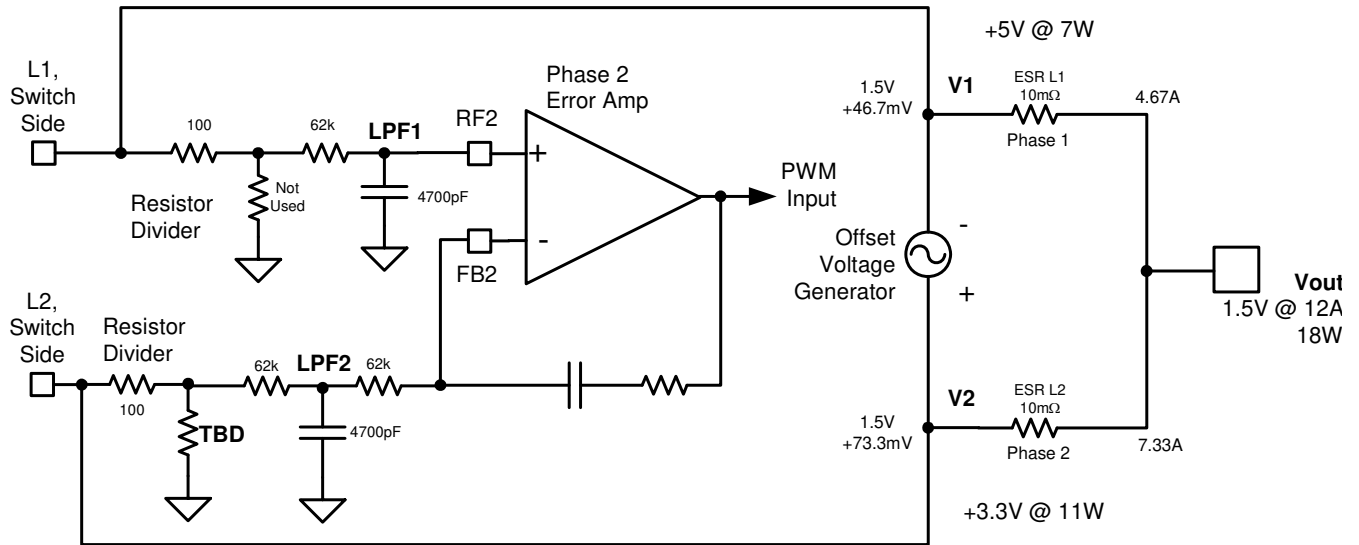 +5V @ 7W
L1,
Switch
Side
100
62k
LPF1
RF2
Phase 2
Error Amp
1.5V
+46.7mV
V1
ESR L1
10mΩ
4.67A
Phase 1
+
Not
Used
4700pF
Resistor
Divider
PWM
Input
-
FB2
Offset
Voltage
Generator
-
+
Vout
1.5V @ 12A
18W
L2,
Switch
Side
Resistor
Divider
100
62k
LPF2
62k
TBD
4700pF
1.5V
+73.3mV
V2
ESR L2
10mΩ
7.33A
Phase 2
+3.3V @ 11W